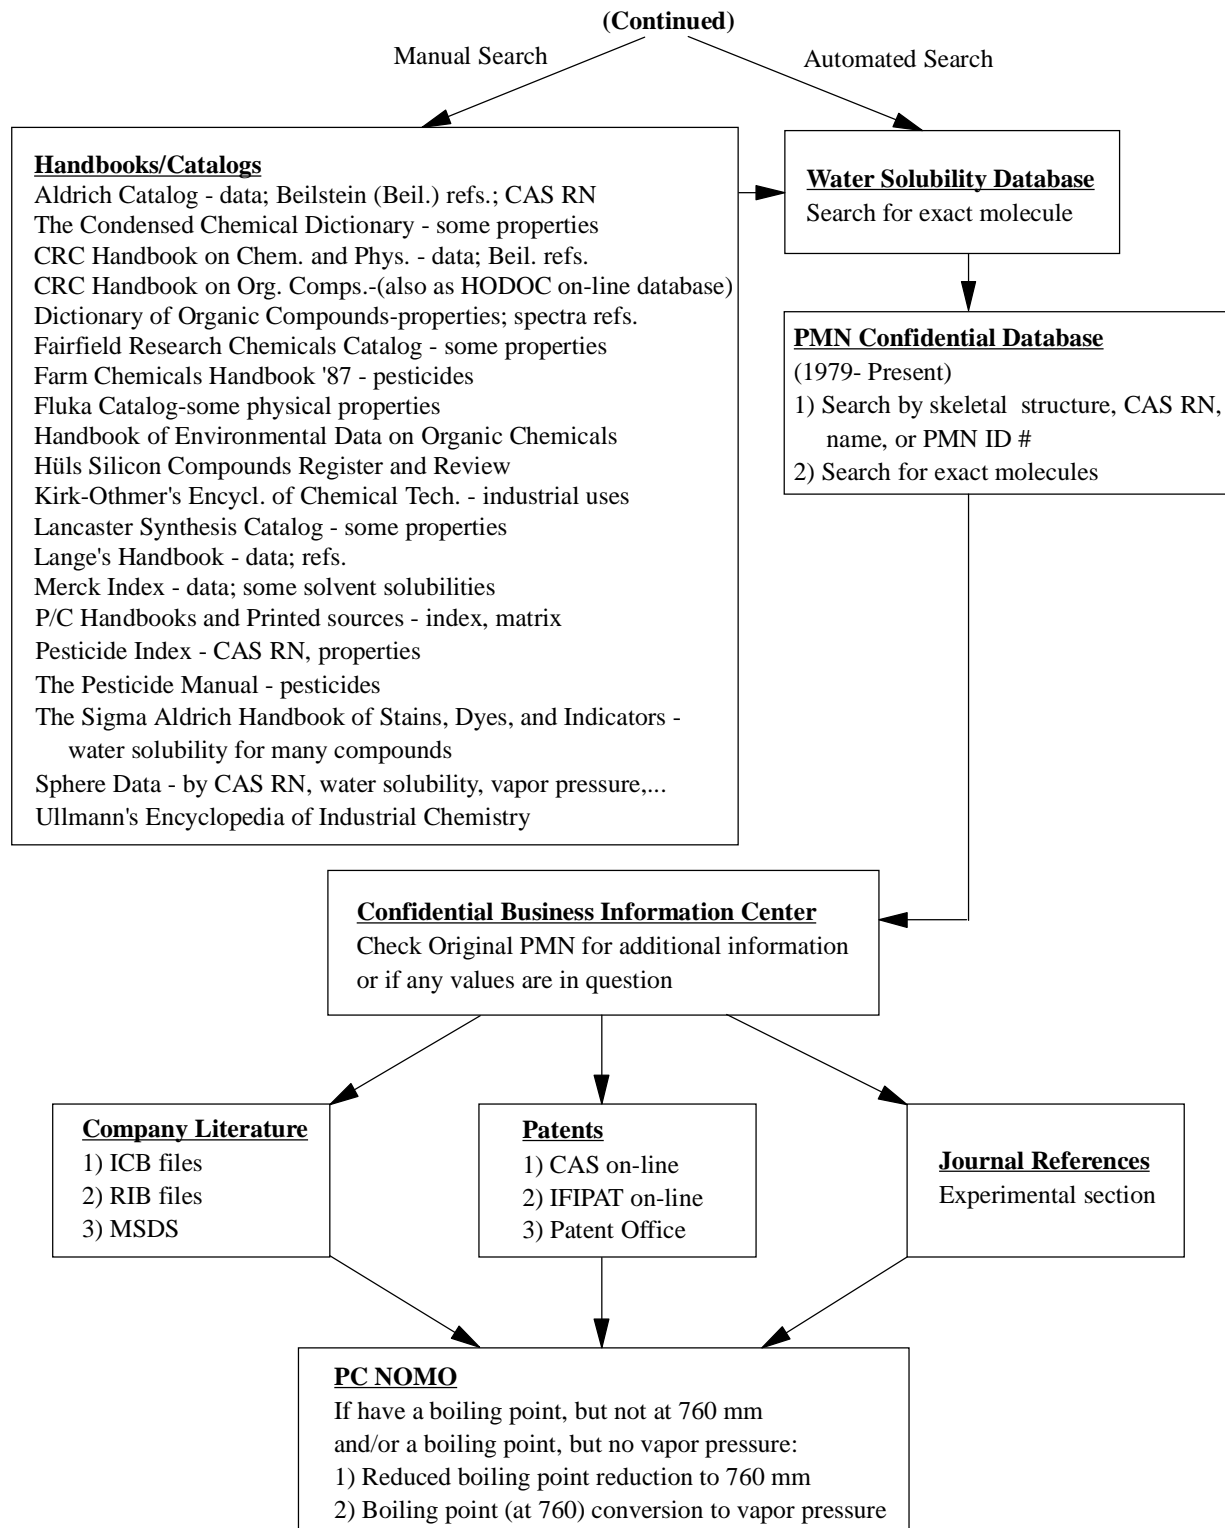 (Continued)
Manual Search
Automated Search
Handbooks/Catalogs
Aldrich Catalog - data; Beilstein (Beil.) refs.; CAS RN
The Condensed Chemical Dictionary - some properties
CRC Handbook on Chem. and Phys. - data; Beil. refs.
CRC Handbook on Org. Comps.-(also as HODOC on-line database)
Dictionary of Organic Compounds-properties; spectra refs.
Fairfield Research Chemicals Catalog - some properties
Farm Chemicals Handbook '87 - pesticides
Fluka Catalog-some physical properties
Handbook of Environmental Data on Organic Chemicals
Hüls Silicon Compounds Register and Review
Kirk-Othmer's Encycl. of Chemical Tech. - industrial uses
Lancaster Synthesis Catalog - some properties
Lange's Handbook - data; refs.
Merck Index - data; some solvent solubilities
P/C Handbooks and Printed sources - index, matrix
Pesticide Index - CAS RN, properties
The Pesticide Manual - pesticides
The Sigma Aldrich Handbook of Stains, Dyes, and Indicators -
water solubility for many compounds
Sphere Data - by CAS RN, water solubility, vapor pressure,...
Ullmann's Encyclopedia of Industrial Chemistry
Water Solubility Database
Search for exact molecule
PMN Confidential Database
(1979- Present)
1) Search by skeletal structure, CAS RN,
name, or PMN ID #
2) Search for exact molecules
Confidential Business Information Center
Check Original PMN for additional information
or if any values are in question
Company Literature
1) ICB files
2) RIB files
3) MSDS
Patents
1) CAS on-line
2) IFIPAT on-line
3) Patent Office
Journal References
Experimental section
PC NOMO
If have a boiling point, but not at 760 mm
and/or a boiling point, but no vapor pressure:
1) Reduced boiling point reduction to 760 mm
2) Boiling point (at 760) conversion to vapor pressure